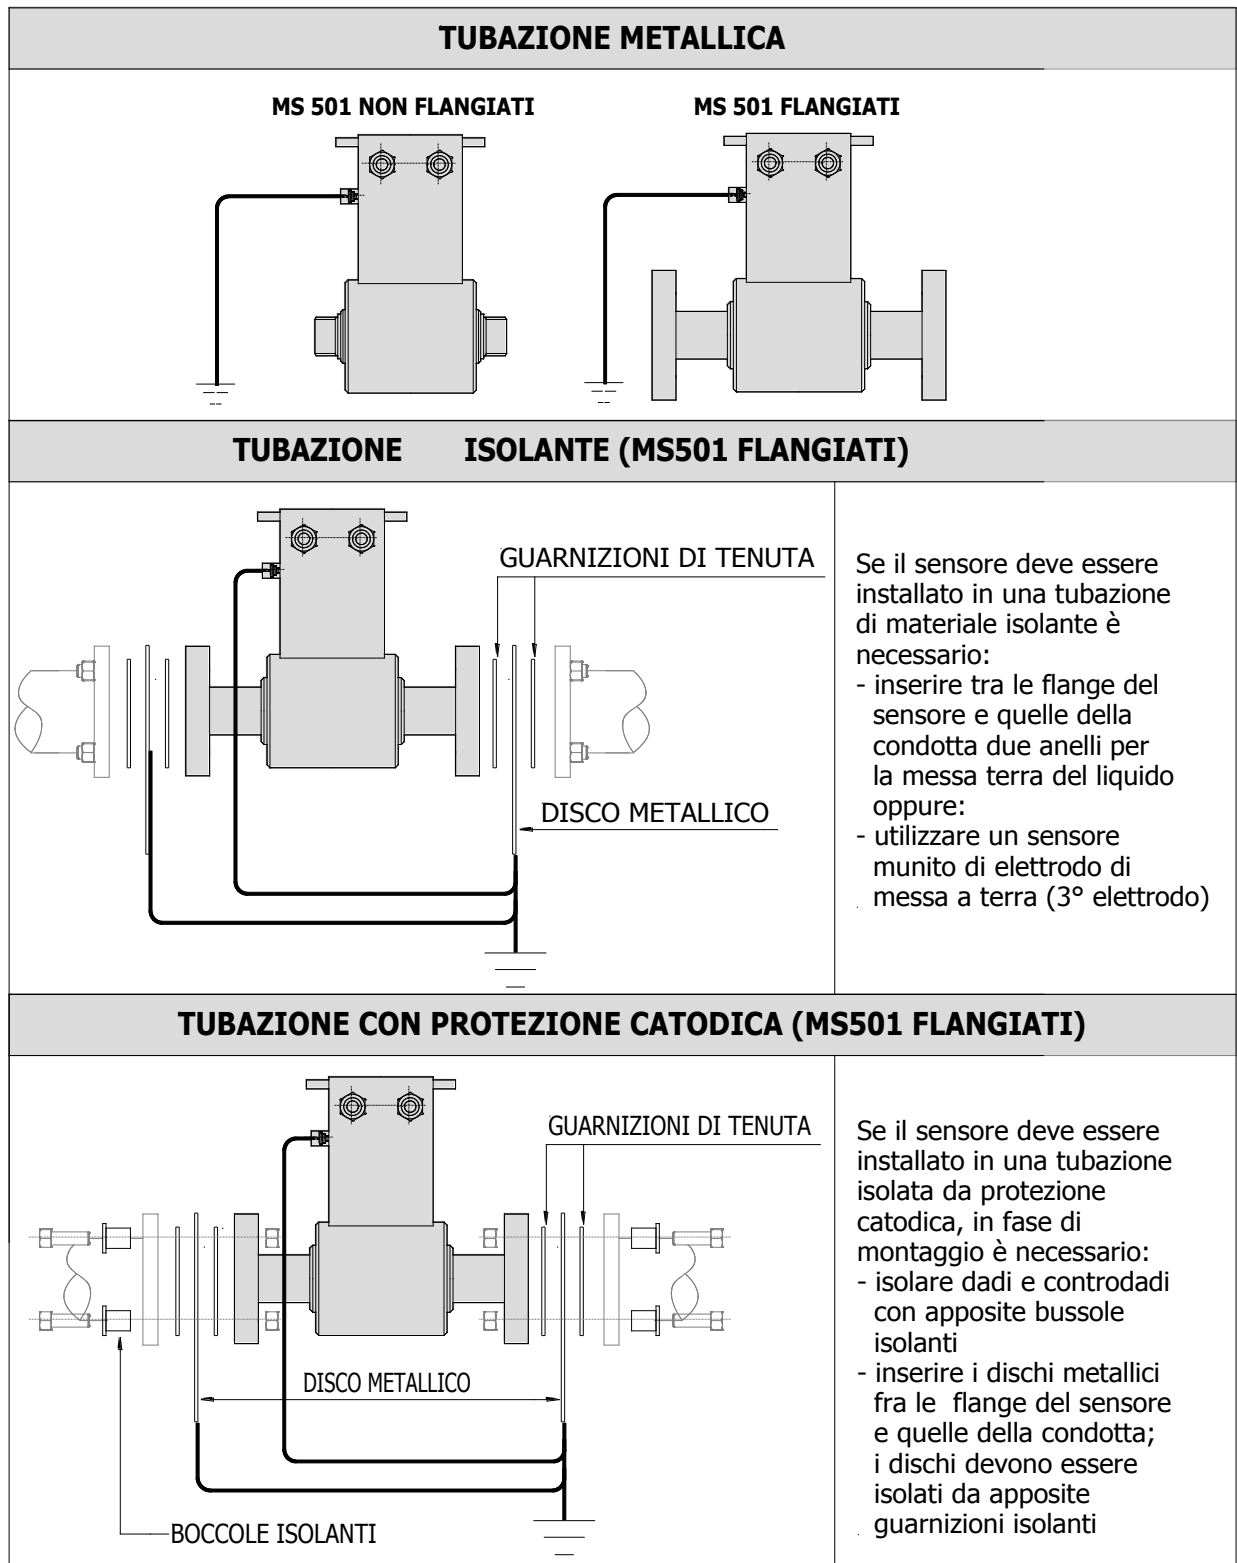 TUBAZIONE METALLICA
MS 501 NON FLANGIATI
MS 501 FLANGIATI
TUBAZIONE ISOLANTE (MS501 FLANGIATI)
GUARNIZIONI DI TENUTA
DISCO METALLICO
Se il sensore deve essere
installato in una tubazione
di materiale isolante è
necessario:
- inserire tra le flange del
sensore e quelle della
condotta due anelli per
la messa terra del liquido
oppure:
- utilizzare un sensore
munito di elettrodo di
messa a terra (3° elettrodo)
TUBAZIONE CON PROTEZIONE CATODICA (MS501 FLANGIATI)
GUARNIZIONI DI TENUTA
DISCO METALLICO
BOCCOLE ISOLANTI
Se il sensore deve essere
installato in una tubazione
isolata da protezione
catodica, in fase di
montaggio è necessario:
- isolare dadi e controdadi
con apposite bussole
isolanti
- inserire i dischi metallici
fra le flange del sensore
e quelle della condotta;
i dischi devono essere
isolati da apposite
guarnizioni isolanti